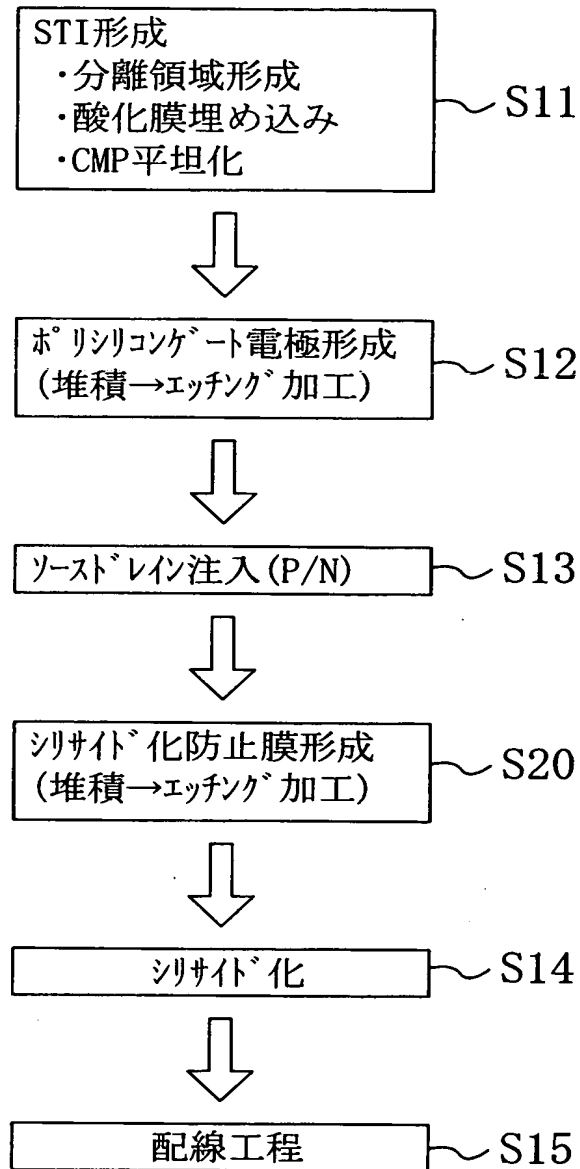 STI形成
・分離領域形成
・酸化膜埋め込み
・CMP平坦化
S11
ﾎﾟﾘｼﾘｺﾝｹﾞｰﾄ電極形成
(堆積→ｴｯﾁﾝｸﾞ加工)
S12
ｿｰｽﾄﾞﾚｲﾝ注入(P/N)
S13
ｼﾘｻｲﾄﾞ化防止膜形成
(堆積→ｴｯﾁﾝｸﾞ加工)
S20
ｼﾘｻｲﾄﾞ化
S14
配線工程
S15